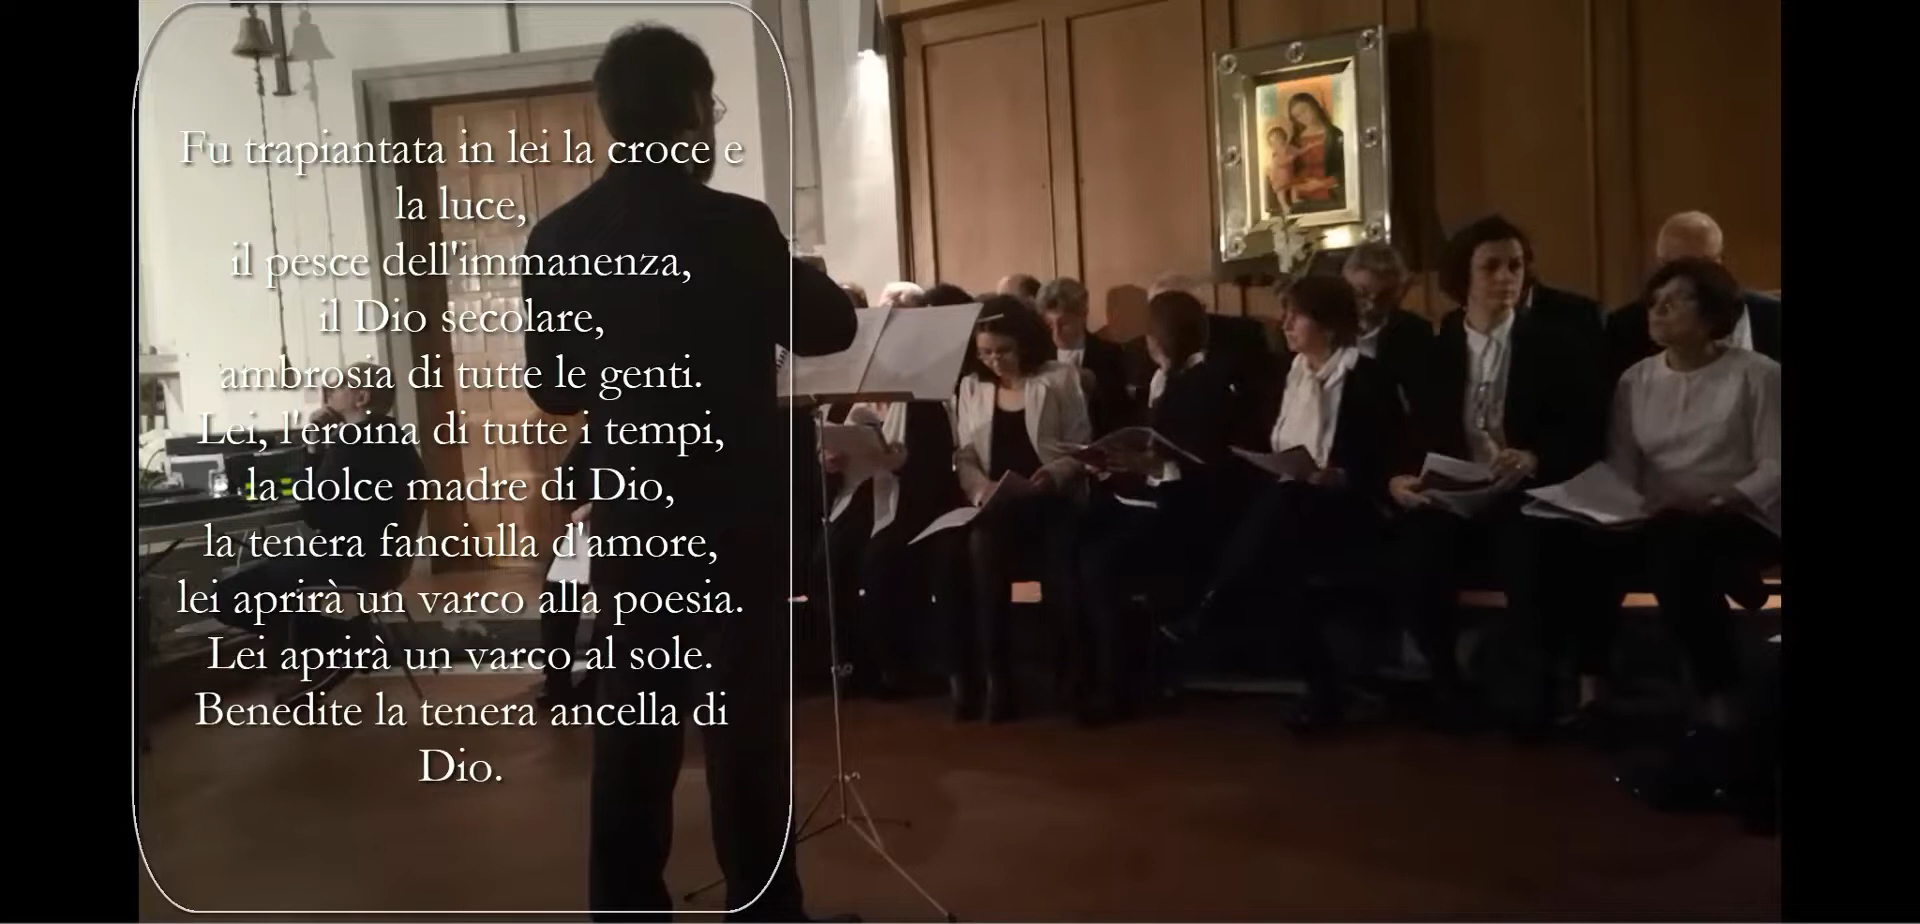 Fu trapiantata in lei la croce e
la luce,
il pesce dell'immanenza,
il Dio secolare,
ambrosia di tutte le genti.
Lei, l'eroina di tutte i tempi,
la dolce madre di Dio,
la tenera fanciulla d'amore,
lei aprirà un varco alla poesia.
Lei aprirà un varco al sole.
Benedite la tenera ancella di
Dio.